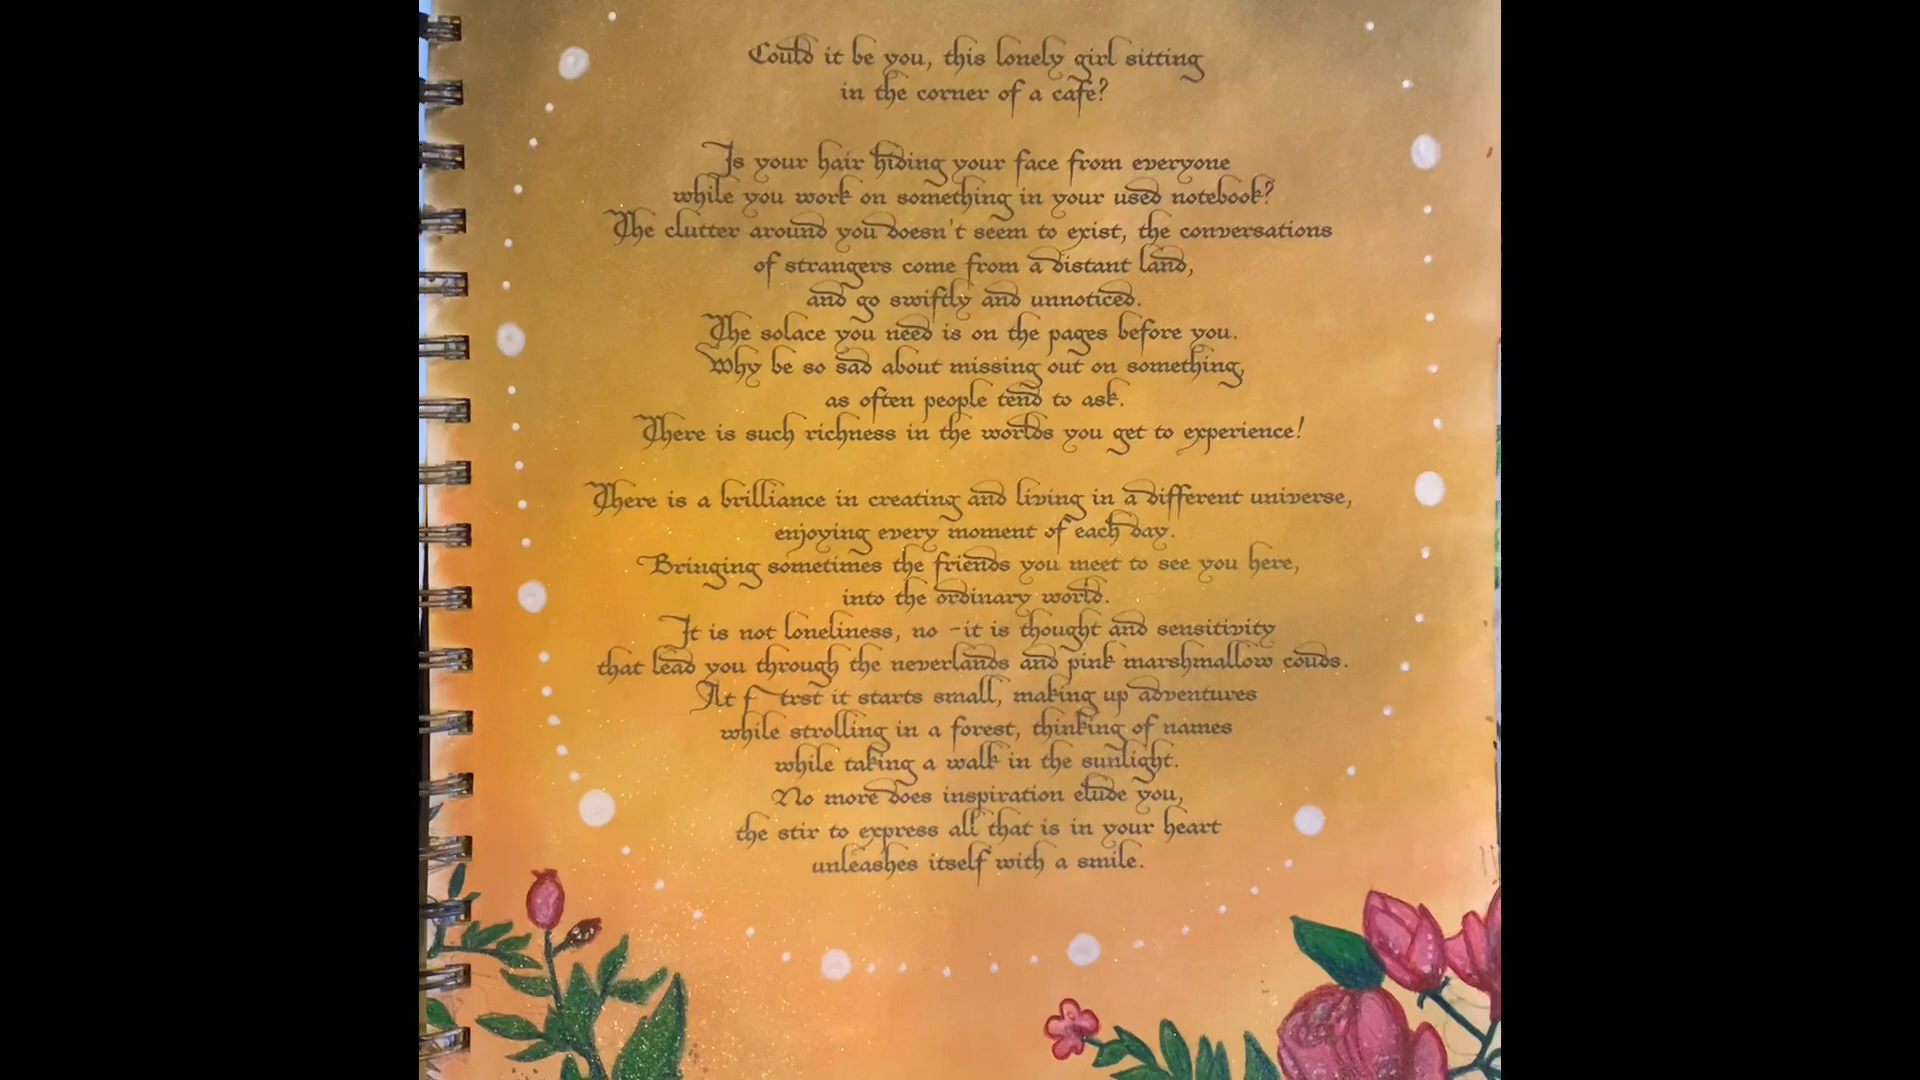 Could it be you, this lonely girl sitting
in the corner of a cafe?
Is your hair hiding your face from everyone
while you work on something in your used notebook?
The clutter around you doesn't seem to exist, the conversations
of strangers come from a distant land,
and go swiftly and unnoticed.
The solace you need is on the pages before you.
Why be so sad about missing out on something,
as often people tend to ask.
There is such richness in the worlds you get to experience!
There is a brilliance in creating and living in a different universe,
enjoying every moment of each day.
Bringing sometimes the friends you meet to see you here,
into the ordinary world.
It is not loneliness, no -it is thought and sensitivity
that lead you through the neverlands and pink marshmallow couds.
At f trst it starts small, making up adventures
while strolling in a forest, thinking of names
while taking a walk in the sunlight.
No more does inspiration elude you,
the stir to express all that is in your heart
unleashes itself with a smile.